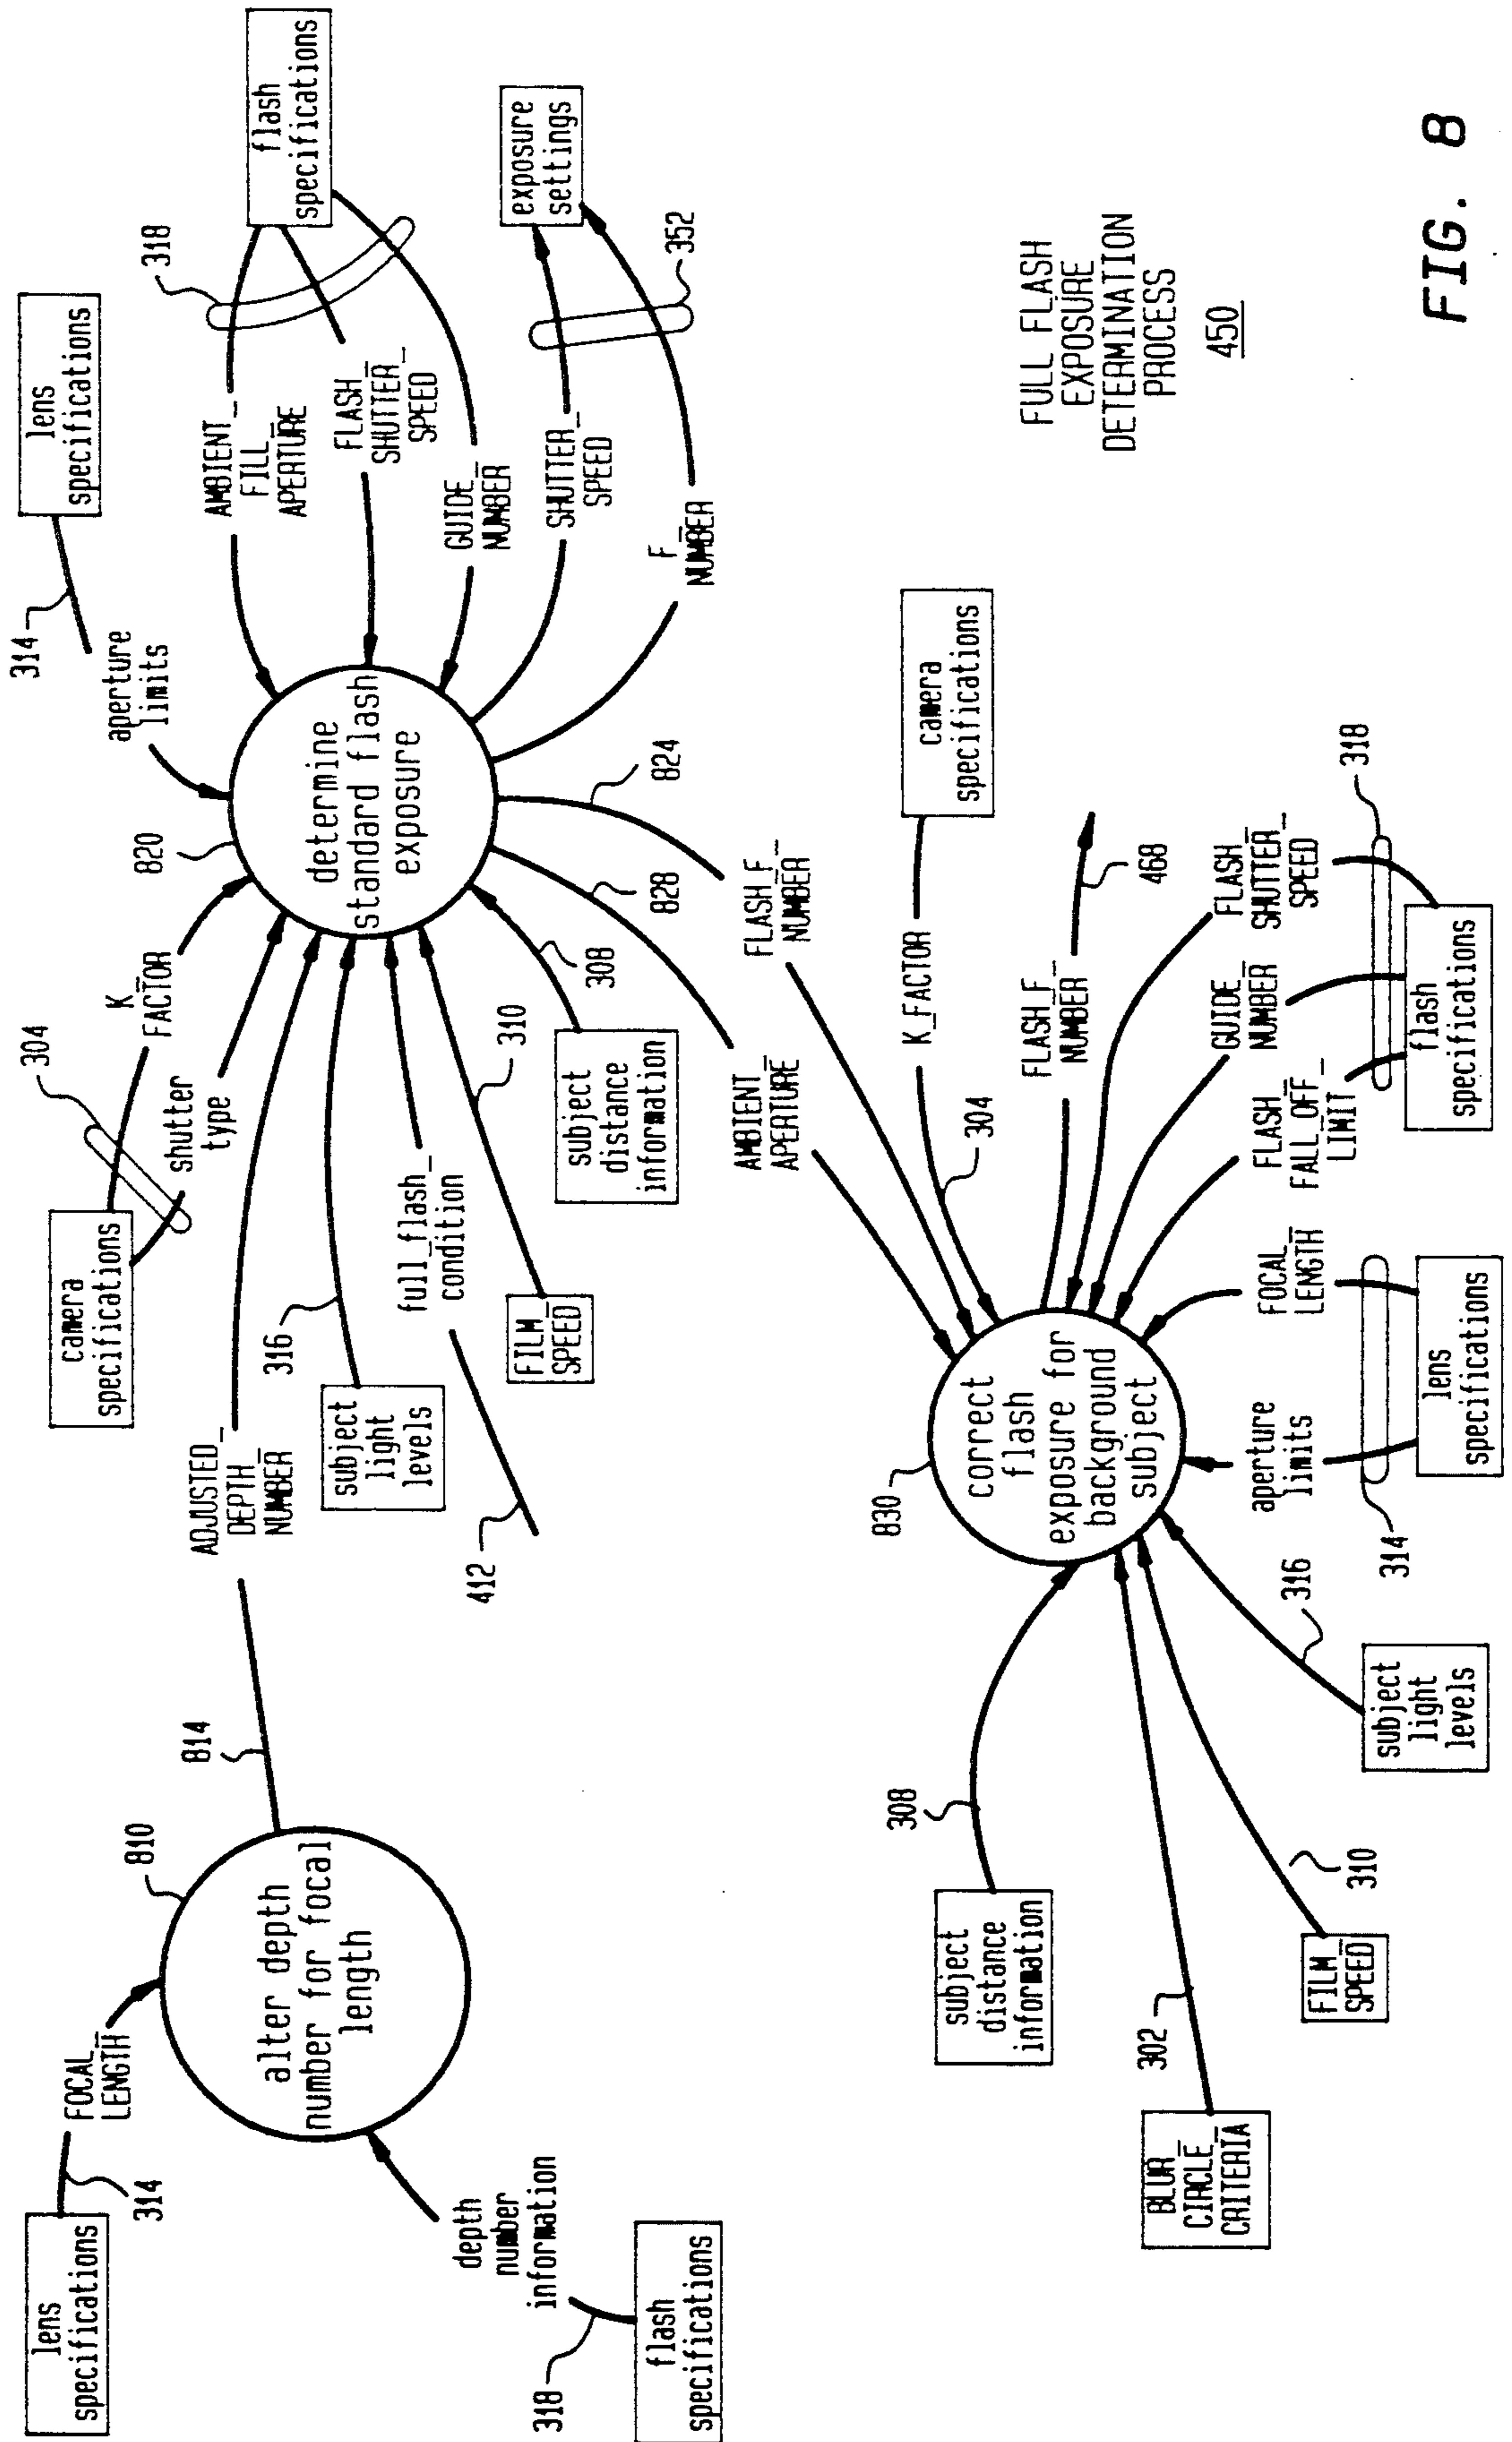 lens
specifications
314
FOCAL_
LENGTH
810
alter depth
number for focal
length
depth
number
information
318
flash
specifications
814
ADJUSTED_
DEPTH_
NUMBER
camera
specifications
304
K_
FACTOR
shutter
type
820
determine
standard flash
exposure
aperture
limits
314
lens
specifications
318
flash
specifications
AMBIENT_
FILL_
APERTURE
FLASH_
SHUTTER_
SPEED
GUIDE_
NUMBER
SHUTTER_
SPEED
F_
NUMBER
352
exposure
settings
316
subject
light
levels
full_flash_
condition
412
310
FILM_
SPEED
308
subject
distance
information
828
824
AMBIENT_
APERTURE
FLASH_F_
NUMBER
830
correct
flash
exposure for
background
subject
K_FACTOR
304
camera
specifications
FLASH_F_
NUMBER
468
FLASH_
SHUTTER_
SPEED
GUIDE_
NUMBER
FLASH_
FALL_OFF_
LIMIT
318
flash
specifications
FOCAL_
LENGTH
aperture
limits
314
lens
specifications
316
subject
light
levels
308
subject
distance
information
302
BLUR_
CIRCLE_
CRITERIA
310
FILM_
SPEED
FULL FLASH
EXPOSURE
DETERMINATION
PROCESS
450
FIG. 8